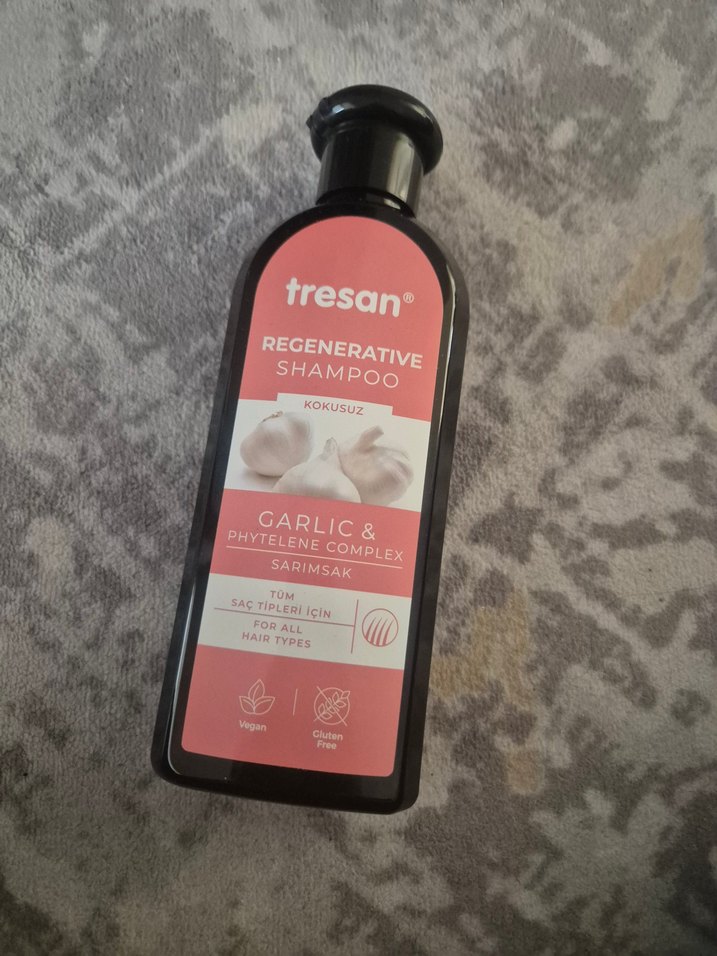 tresan®
REGENERATIVE
SHAMPOO
KOKUSUZ
GARLIC &
PHYTELENE COMPLEX
SARIMSAK
TÜM
SAÇ TİPLERİ İÇİN
FOR ALL
HAIR TYPES
Vegan
Gluten
Free